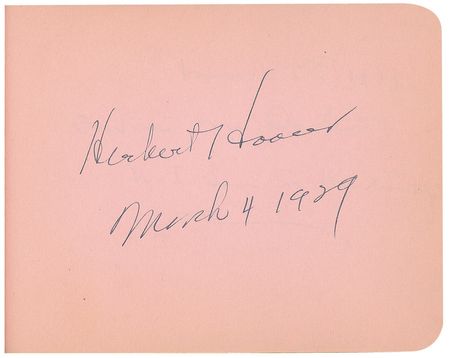 Herbert Hoover
March 4 1929